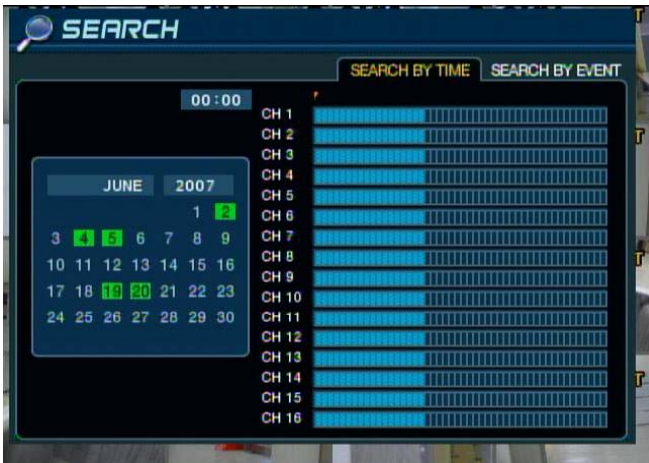 SEARCH
SEARCH BY TIME SEARCH BY EVENT
00:00
JUNE 2007
1 2
3 4 5 6 7 8 9
10 11 12 13 14 15 16
17 18 19 20 21 22 23
24 25 26 27 28 29 30
CH 1
CH 2
CH 3
CH 4
CH 5
CH 6
CH 7
CH 8
CH 9
CH 10
CH 11
CH 12
CH 13
CH 14
CH 15
CH 16
T
T
T
T